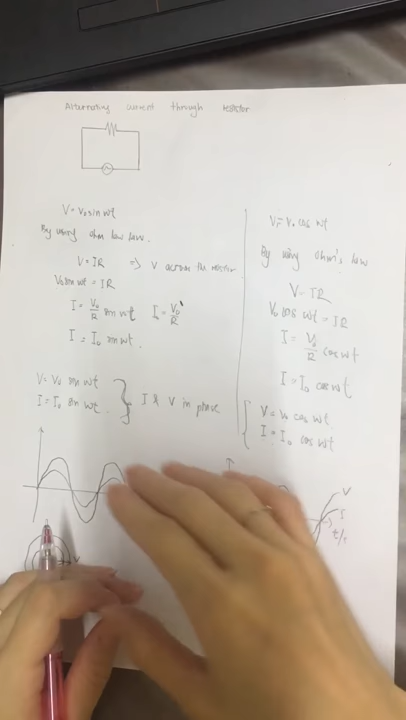 Alternating current through resistor
V = V₀ sin wt
By using ohm law have.
V = IR => V across the resistor
V₀ sin wt = IR
I = V₀/R sin wt I₀ = V₀/R
I = I₀ sin wt.
V = V₀ sin wt
I = I₀ sin wt.
I & V in phase
V = V₀ cos wt
By using ohm's law
V = IR
V₀ cos wt = IR
I = V₀/R cos wt
I = I₀ cos wt
V = V₀ cos wt.
I = I₀ cos wt
V
I
V